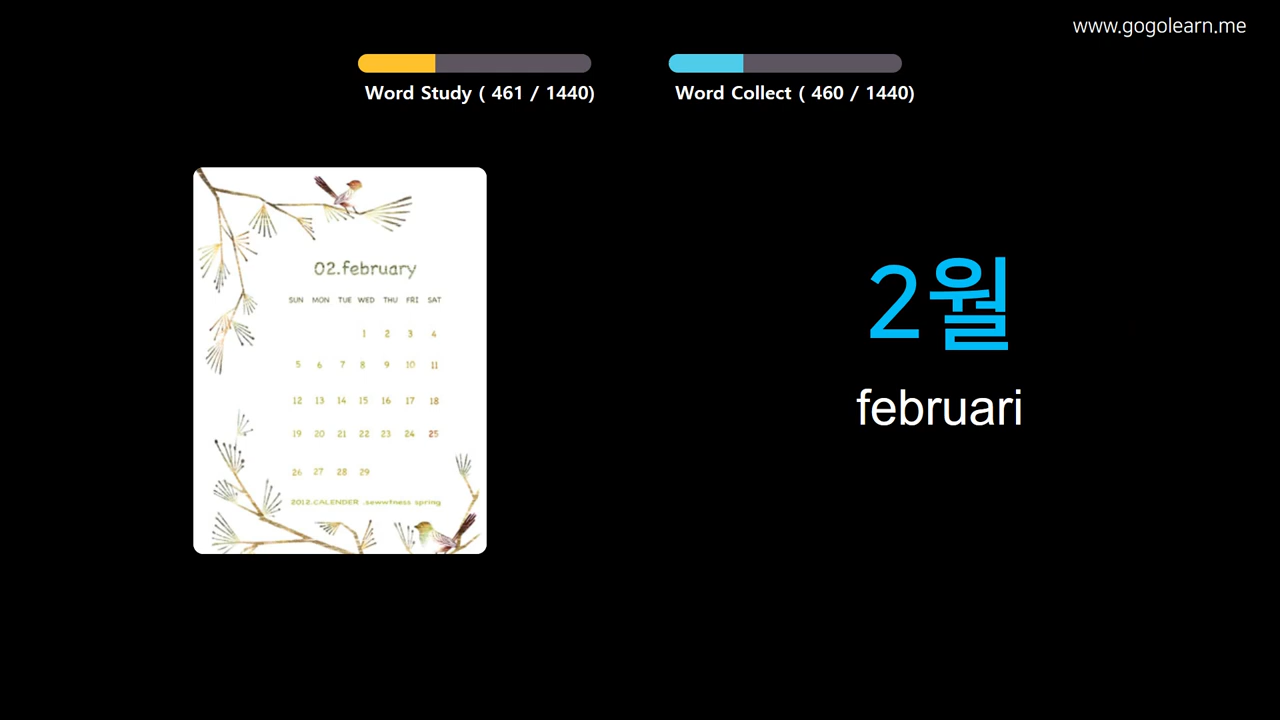 www.gogolearn.me
Word Study ( 461 / 1440)
Word Collect ( 460 / 1440)
02.february
SUN MON TUE WED THU FRI SAT
1 2 3 4
5 6 7 8 9 10 11
12 13 14 15 16 17 18
19 20 21 22 23 24 25
26 27 28 29
2012.CALENDER .sewwtness spring
2월
februari